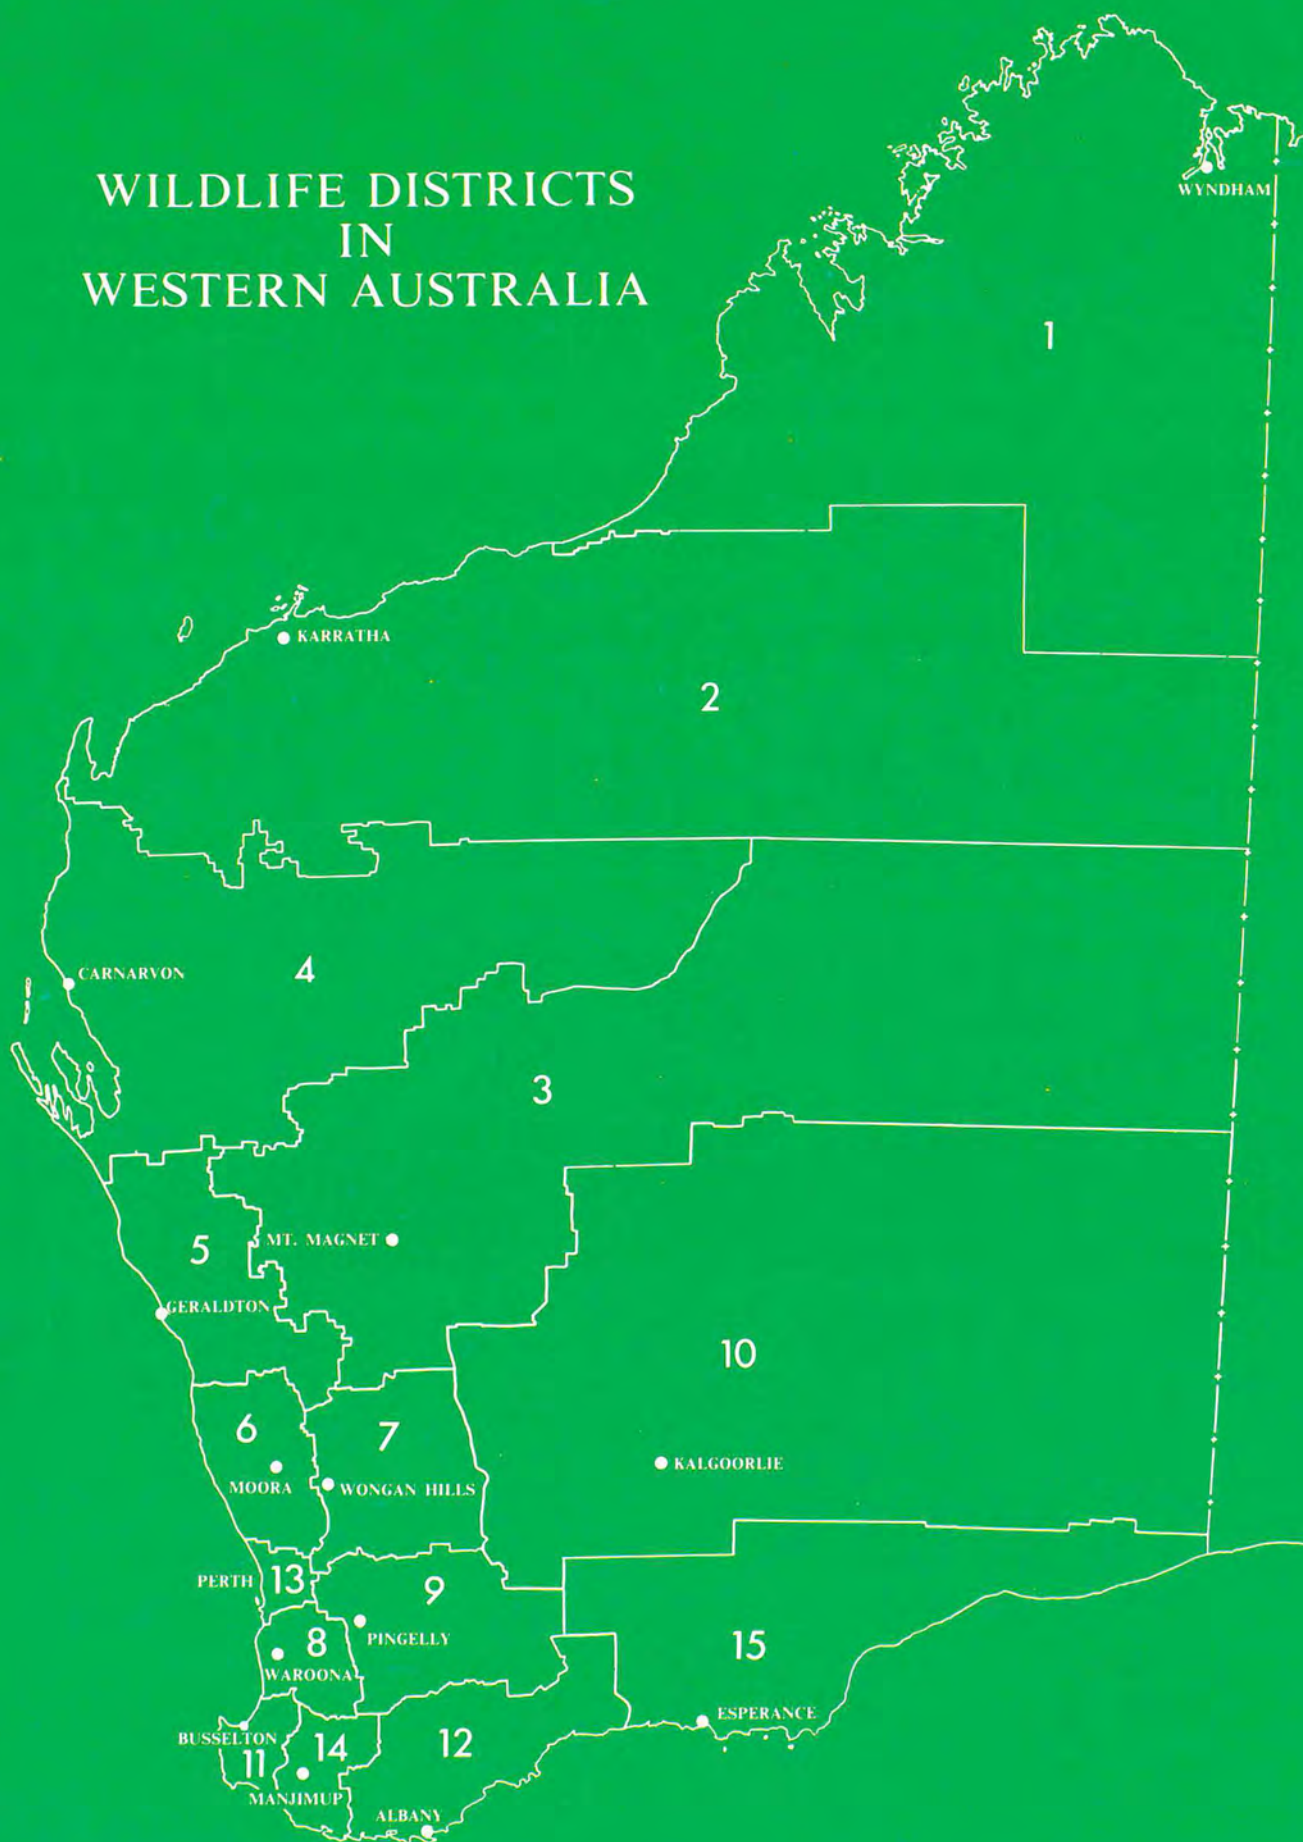 WILDLIFE DISTRICTS
IN
WESTERN AUSTRALIA
WYNDHAM
1
KARRATHA
2
CARNARVON
4
3
5
MT. MAGNET
GERALDTON
10
6
7
MOORA
WONGAN HILLS
KALGOORLIE
PERTH
13
9
8
PINGELLY
WAROONA
15
BUSSELTON
11
14
12
ESPERANCE
MANJIMUP
ALBANY